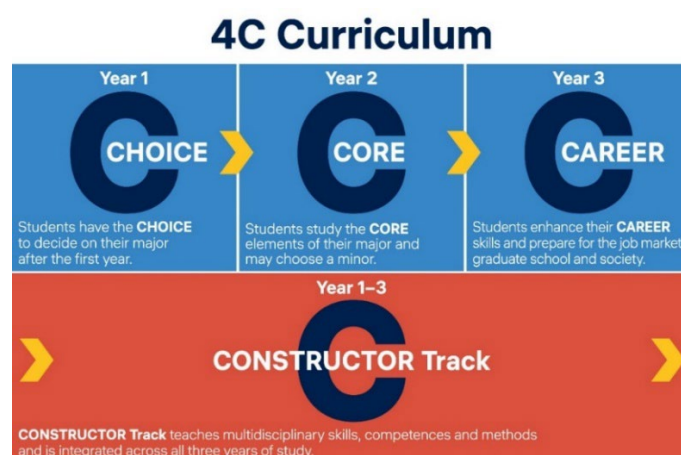 4C Curriculum
Year 1
CHOICE
Students have the CHOICE
to decide on their major
after the first year.
Year 2
CORE
Students study the CORE
elements of their major and
may choose a minor.
Year 3
CAREER
Students enhance their CAREER
skills and prepare for the job market
graduate school and society.
Year 1–3
CONSTRUCTOR Track
CONSTRUCTOR Track teaches multidisciplinary skills, competences and methods
and is integrated across all three years of study.